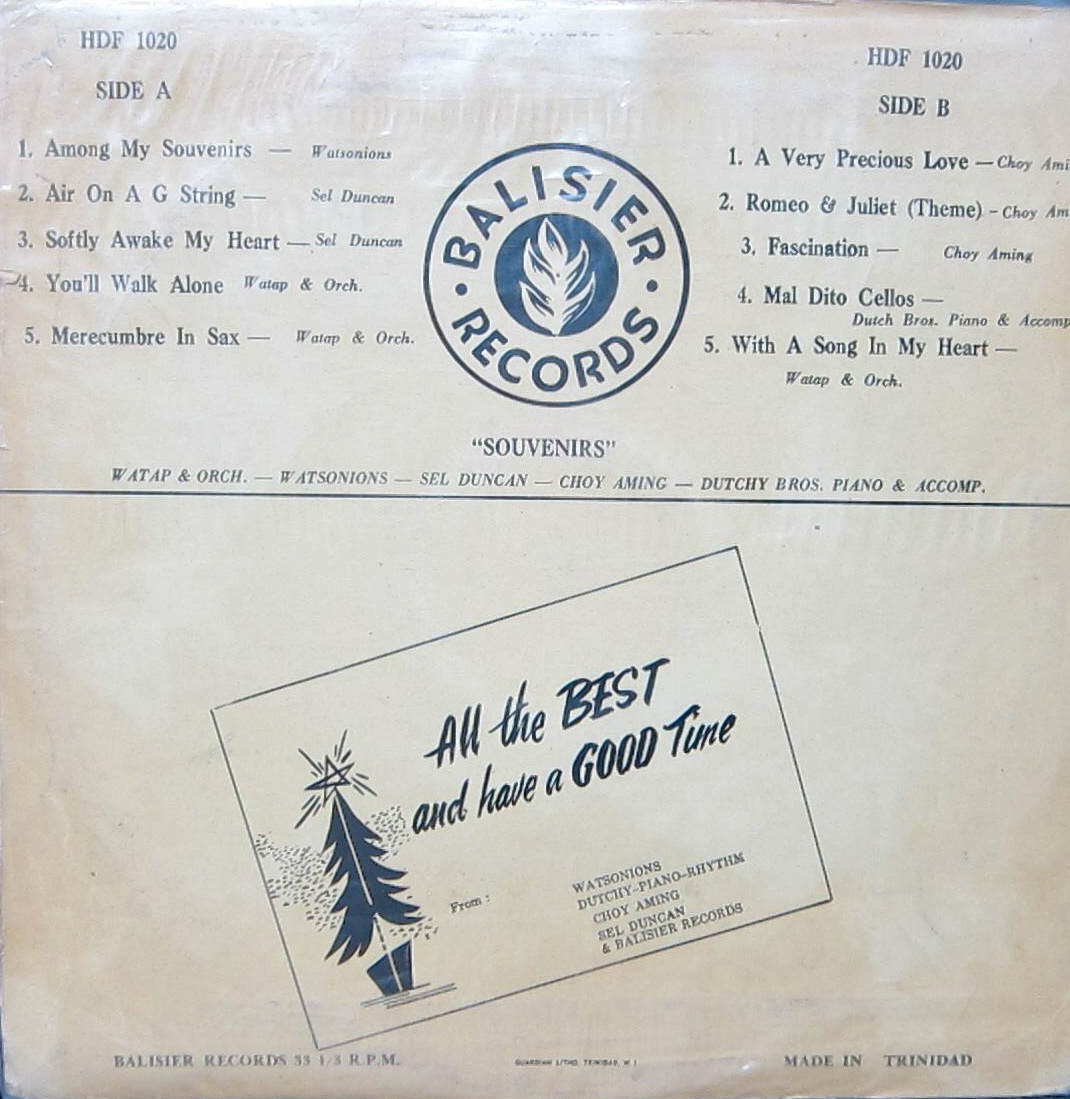 HDF 1020
SIDE A
1. Among My Souvenirs — Watsonions
2. Air On A G String — Sel Duncan
3. Softly Awake My Heart — Sel Duncan
4. You'll Walk Alone Watap & Orch.
5. Merecumbre In Sax — Watap & Orch.
BALISIER
RECORDS
HDF 1020
SIDE B
1. A Very Precious Love — Choy Ami
2. Romeo & Juliet (Theme) - Choy Am
3. Fascination — Choy Aming
4. Mal Dito Cellos —
Dutch Bros. Piano & Accomp
5. With A Song In My Heart —
Watap & Orch.
"SOUVENIRS"
WATAP & ORCH. — WATSONIONS — SEL DUNCAN — CHOY AMING — DUTCHY BROS. PIANO & ACCOMP.
All the BEST
and have a GOOD Time
From :
WATSONIONS
DUTCHY-PIANO-RHYTHM
CHOY AMING
SEL DUNCAN
& BALISIER RECORDS
BALISIER RECORDS 33 1/3 R.P.M.
GUARDIAN LITHO, TRINIDAD, W. I.
MADE IN TRINIDAD